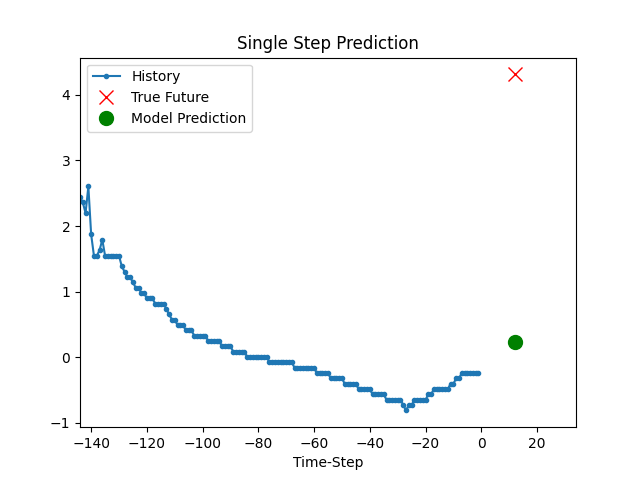 Single Step Prediction
History
True Future
Model Prediction
4
3
2
1
0
−1
−140 −120 −100 −80 −60 −40 −20 0 20
Time-Step